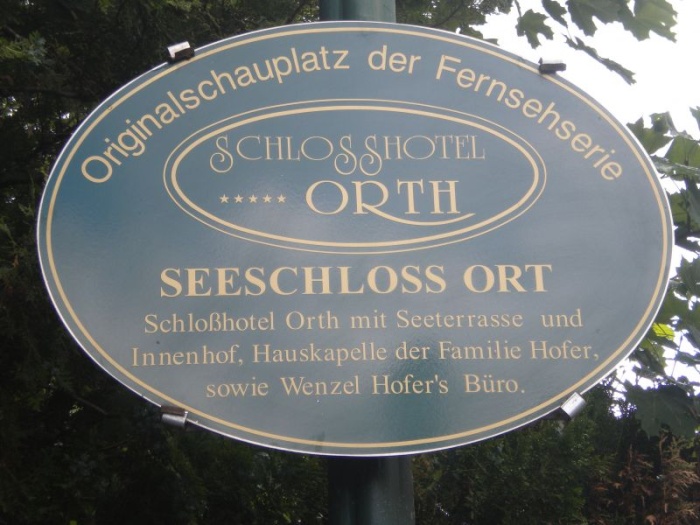 Originalschauplatz der Fernsehserie
SCHLOSSHOTEL
***** ORTH
SEESCHLOSS ORT
Schloßhotel Orth mit Seeterrasse und
Innenhof, Hauskapelle der Familie Hofer,
sowie Wenzel Hofer's Büro.